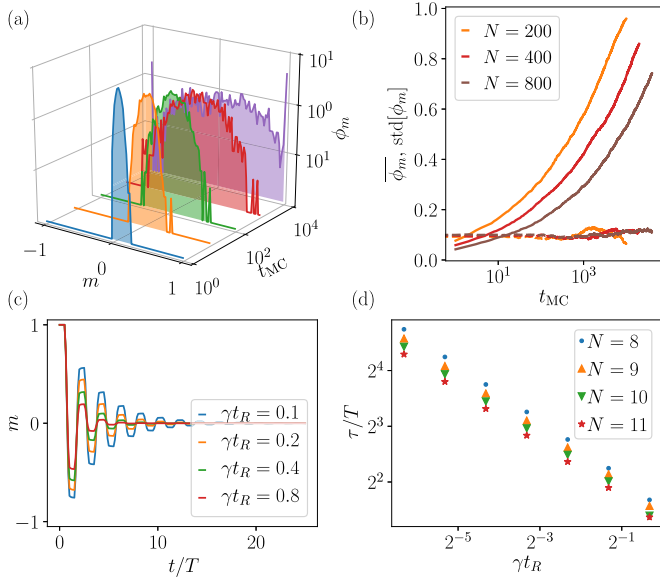 (a)
10^1
10^0
10^1
ϕ_m
10^4
10^2
10^0
t_MC
−1
0
1
m
(b)
1.0
0.8
0.6
0.4
0.2
0.0
\overline{ϕ_m}, std[ϕ_m]
N = 200
N = 400
N = 800
10^1
10^3
t_MC
(c)
1
0
−1
m
γt_R = 0.1
γt_R = 0.2
γt_R = 0.4
γt_R = 0.8
0
10
20
t/T
(d)
2^4
2^3
2^2
τ/T
N = 8
N = 9
N = 10
N = 11
2^−5
2^−3
2^−1
γt_R